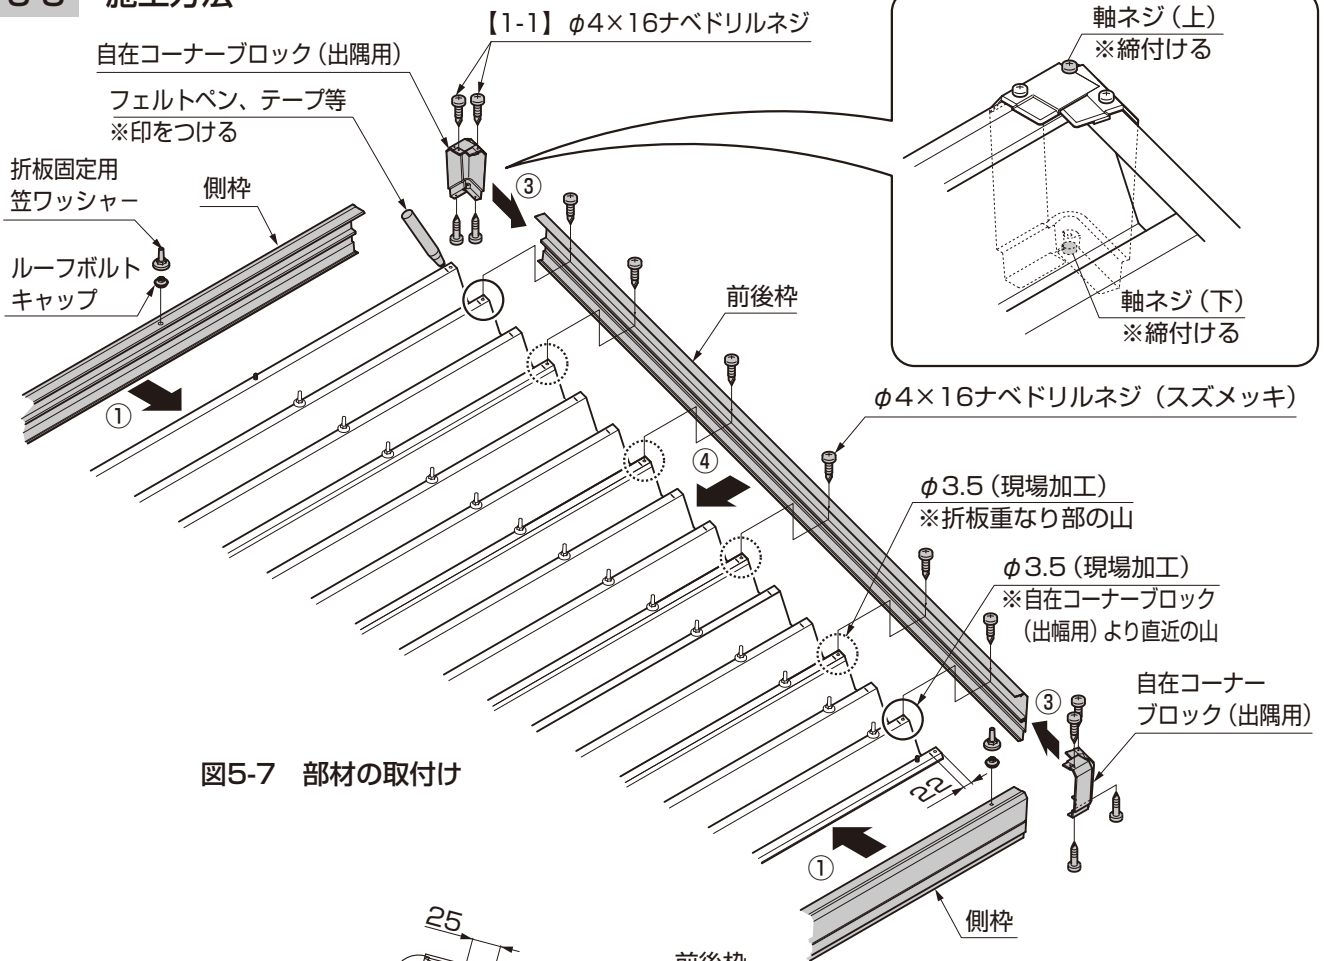 施工方法
【1-1】φ4×16ナベドリルネジ
自在コーナーブロック(出隅用)
フェルトペン、テープ等
※印をつける
折板固定用
笠ワッシャー
側枠
ルーフボルト
キャップ
①
③
前後枠
軸ネジ(上)
※締付ける
軸ネジ(下)
※締付ける
φ4×16ナベドリルネジ(スズメッキ)
④
φ3.5(現場加工)
※折板重なり部の山
φ3.5(現場加工)
※自在コーナーブロック
(出幅用)より直近の山
③
自在コーナー
ブロック(出隅用)
22
①
側枠
図5-7 部材の取付け
25
前後枠